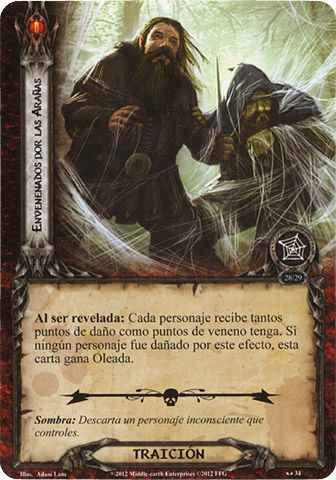 Envenenados por las Arañas
28/29
Al ser revelada: Cada personaje recibe tantos
puntos de daño como puntos de veneno tenga. Si
ningún personaje fue dañado por este efecto, esta
carta gana Oleada.
Sombra: Descarta un personaje inconsciente que
controles.
TRAICIÓN
Illus. Adam Lane ©2012 Middle-earth Enterprises ©2012 FFG 34